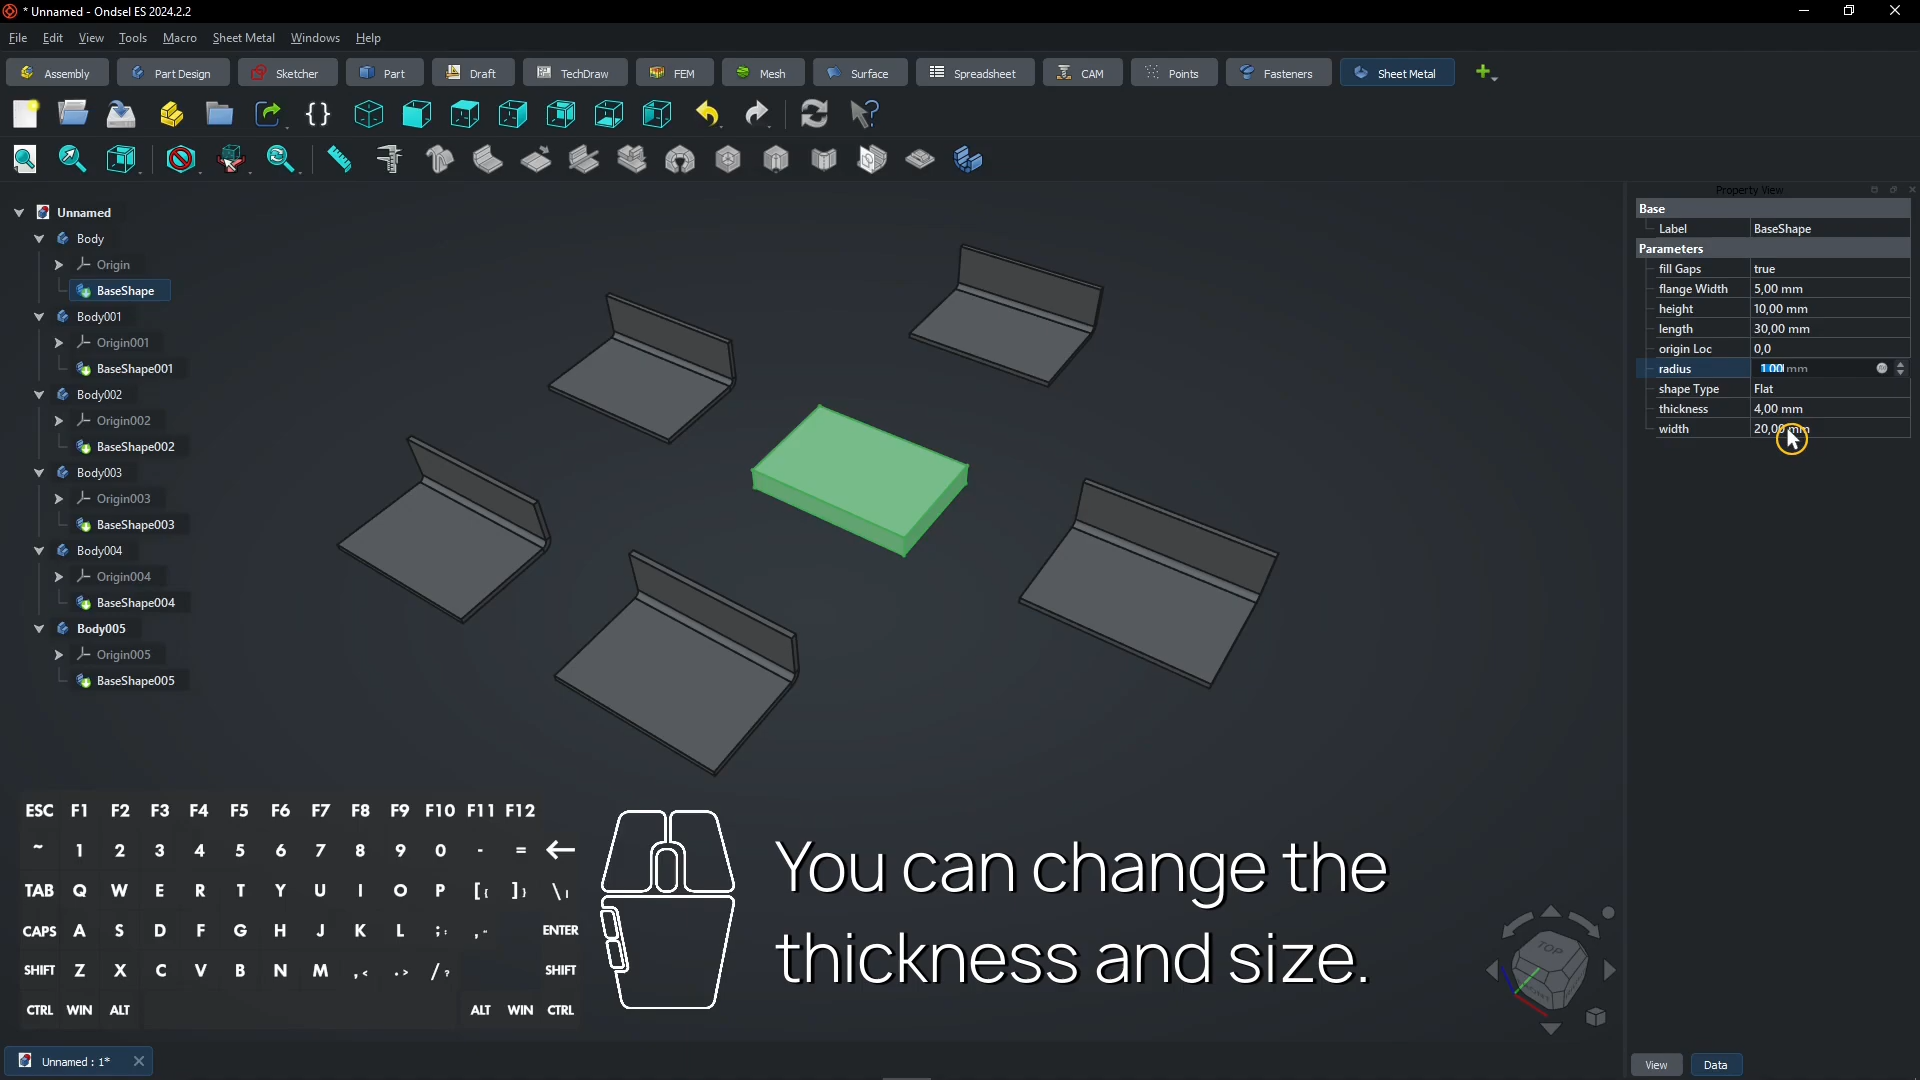 * Unnamed - Ondsel ES 2024.2.2
File Edit View Tools Macro Sheet Metal Windows Help
Assembly Part Design Sketcher Part Draft TechDraw FEM Mesh Surface Spreadsheet CAM Points Fasteners Sheet Metal
Unnamed
Body
Origin
BaseShape
Body001
Origin001
BaseShape001
Body002
Origin002
BaseShape002
Body003
Origin003
BaseShape003
Body004
Origin004
BaseShape004
Body005
Origin005
BaseShape005
Property View
Base
Label BaseShape
Parameters
fill Gaps true
flange Width 5,00 mm
height 10,00 mm
length 30,00 mm
origin Loc 0,0
radius 1,00 mm
shape Type Flat
thickness 4,00 mm
width 20,00 mm
ESC F1 F2 F3 F4 F5 F6 F7 F8 F9 F10 F11 F12
~ 1 2 3 4 5 6 7 8 9 0 - = ←
TAB Q W E R T Y U I O P [{ ]} \|
CAPS A S D F G H J K L ;: ,” ENTER
SHIFT Z X C V B N M ,< .> /? SHIFT
CTRL WIN ALT ALT WIN CTRL
You can change the
thickness and size.
TOP
Unnamed : 1*
View Data